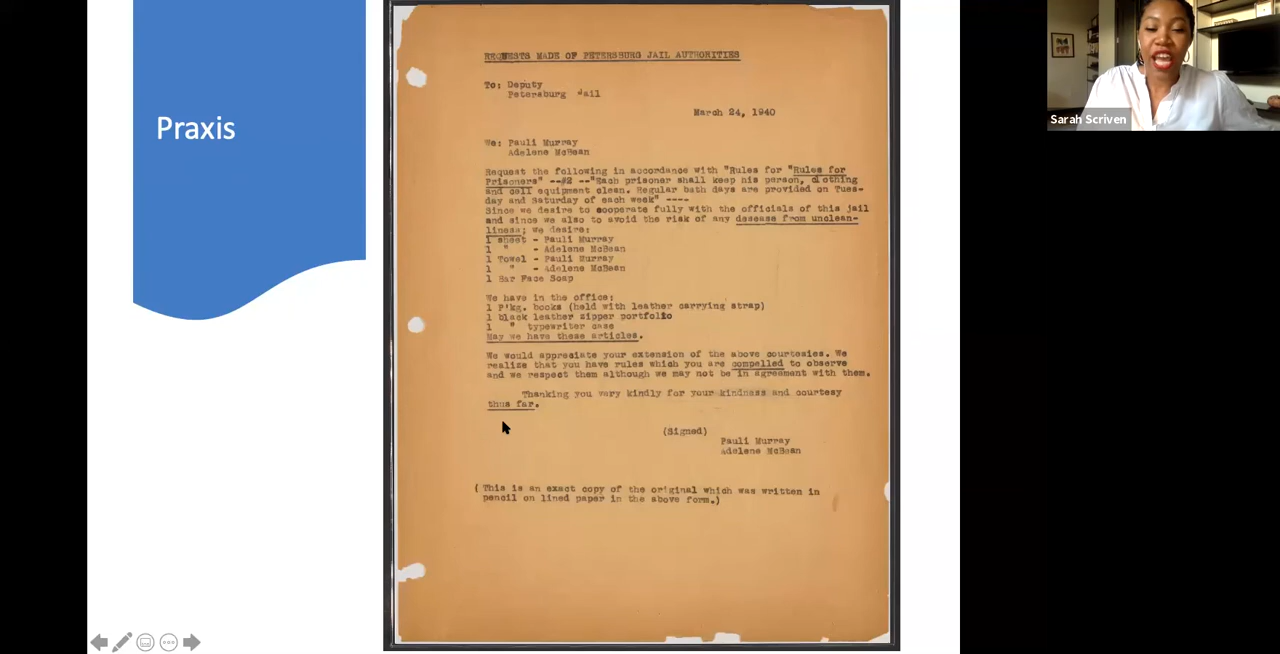 Praxis
REQUESTS MADE OF PETERSBURG JAIL AUTHORITIES
To: Deputy
Petersburg Jail
March 24, 1940
We: Pauli Murray
Adelene McBean
Request the following in accordance with "Rules for "Rules for
Prisoners" --#2 --"Each prisoner shall keep his person, clothing
and cell equipment clean. Regular bath days are provided on Tues-
day and Saturday of each week" ----
Since we desire to cooperate fully with the officials of this jail
and since we also to avoid the risk of any desease from unclean-
liness; we desire:
1 sheet - Pauli Murray
1 " - Adelene McBean
1 Towel - Pauli Murray
1 " - Adelene McBean
1 Bar Face Soap
We have in the office:
1 P'kg. books (held with leather carrying strap)
1 black leather zipper portfolio
1 " typewriter case
May we have these articles.
We would appreciate your extension of the above courtesies. We
realize that you have rules which you are compelled to observe
and we respect them although we may not be in agreement with them.
Thanking you vary kindly for your kindness and courtesy
thus far.
(Signed)
Pauli Murray
Adelene McBean
(This is an exact copy of the original which was written in
pencil on lined paper in the above form.)
Sarah Scriven